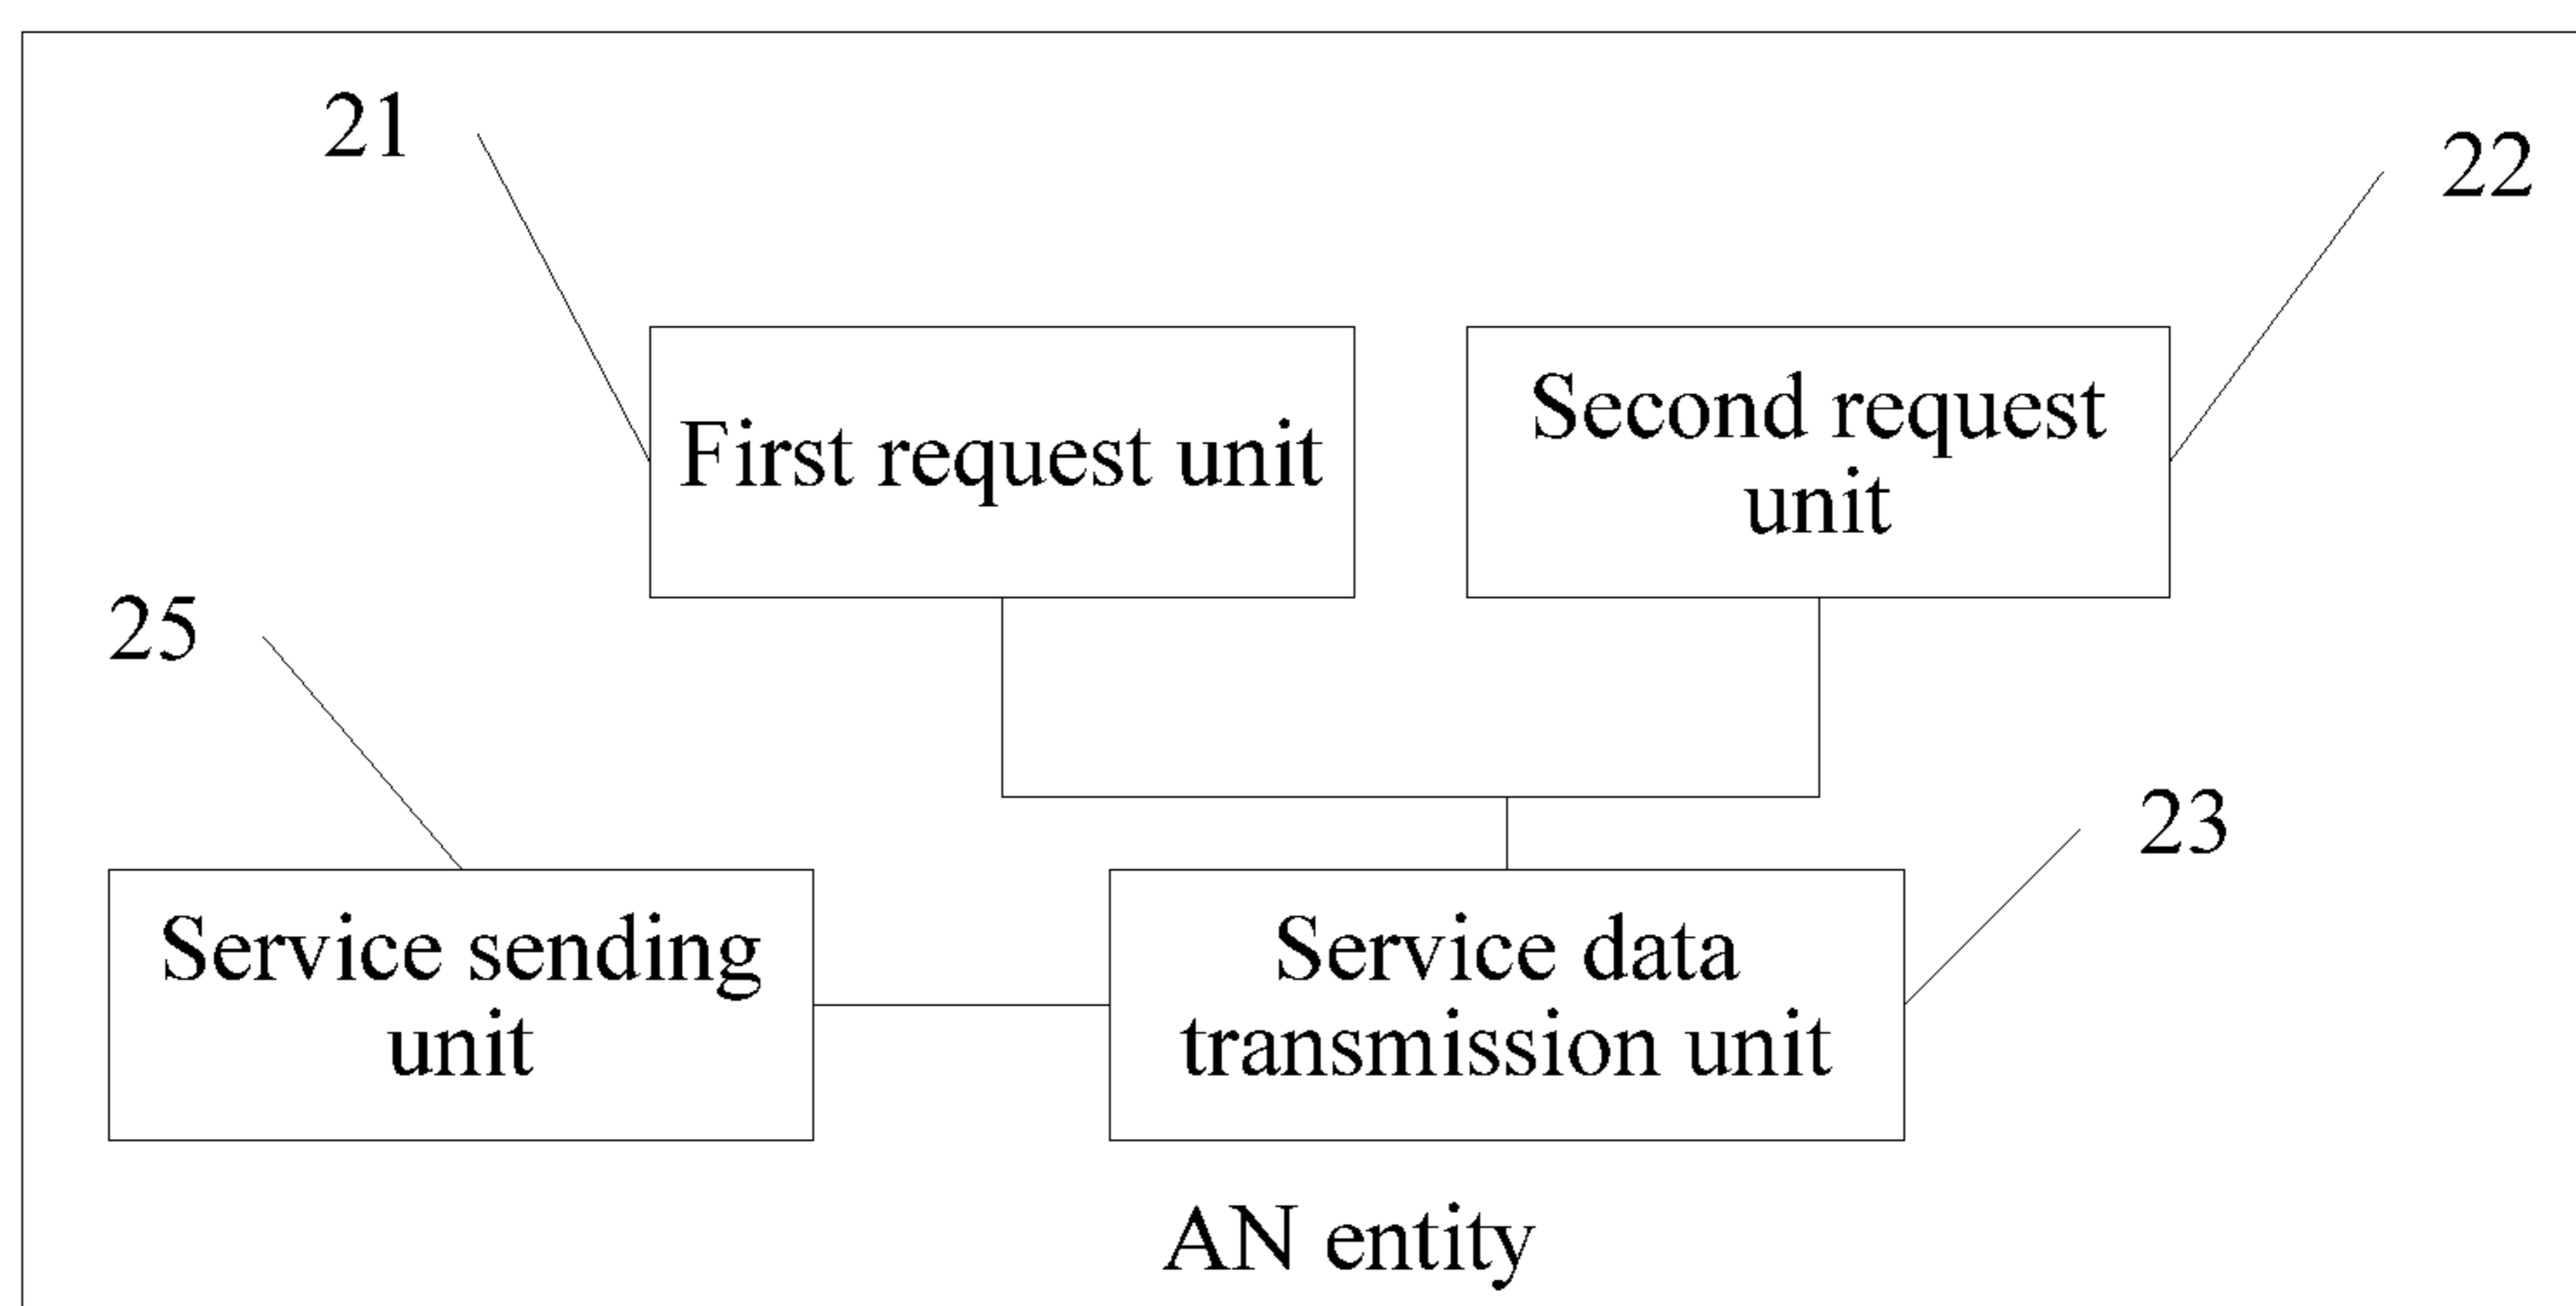 21
22
First request unit
Second request
unit
25
23
Service sending
unit
Service data
transmission unit
AN entity